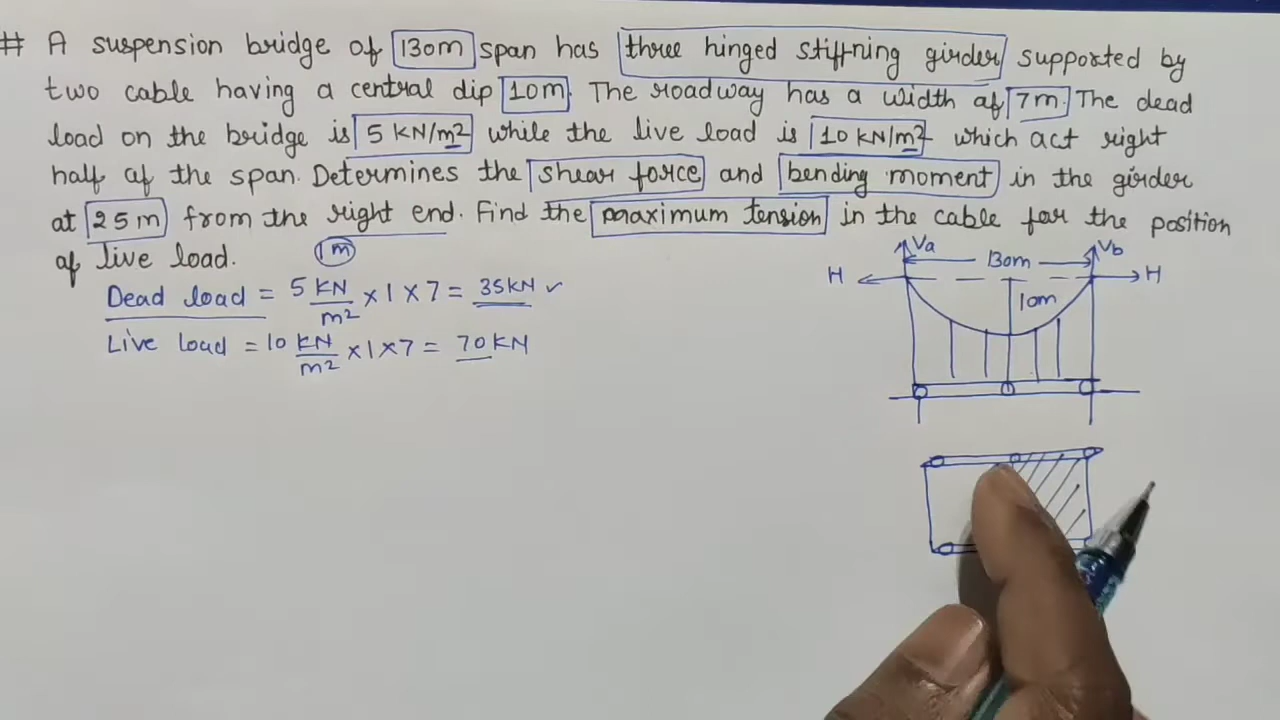 # A suspension bridge of 130m span has three hinged stiffning girder supported by
two cable having a central dip 10m. The roadway has a width of 7m. The dead
load on the bridge is 5 KN/m2 while the live load is 10 KN/m2 which act right
half of the span. Determines the shear force and bending moment in the girder
at 25m from the right end. Find the maximum tension in the cable for the position
of live load.
1m
Dead load = 5 KN/m2 x 1 x 7 = 35KN ✓
Live load = 10 KN/m2 x 1 x 7 = 70KN
Va Vb
H 130m H
10m